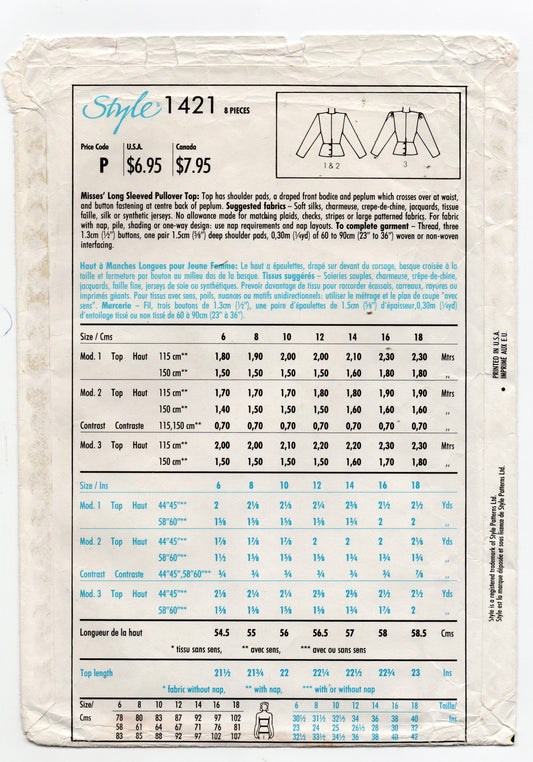 Style® 1421 8 PIECES
Price Code U.S.A. Canada
P $6.95 $7.95
1 & 2 3
Misses' Long Sleeved Pullover Top: Top has shoulder pads, a draped front bodice and peplum which crosses over at waist,
and button fastening at centre back of peplum. Suggested fabrics – Soft silks, charmeuse, crepe-de-chine, jacquards, tissue
faille, silk or synthetic jerseys. No allowance made for matching plaids, checks, stripes or large patterned fabrics. For fabric
with nap, pile, shading or one-way design: use nap requirements and nap layouts. To complete garment – Thread, three
1.3cm (½") buttons, one pair 1.5cm (⅝") deep shoulder pads, 0,30m (¼yd) of 60 to 90cm (23" to 36") woven or non-woven
interfacing.
Haut à Manches Longues pour Jeune Femme: Le haut a épaulettes, drapé sur devant du corsage, basque croisée à la
taille et fermeture par bouton au milieu dos de la basque. Tissus suggérés – Soieries souples, charmeuse, crêpe-de-chine,
jacquards, faille fine, jerseys de soie ou synthétiques. Prevoir davantage de tissu pour raccorder écossais, carreaux, rayures ou
imprimés géants. Pour tissus avec sens, poils, nuances ou motifs unidirectionnels: utiliser le métrage et le plan de coupe "avec
sens". Mercerie – Fil, trois boutons de 1.3cm (½"), une paire d'épaulettes de 1.5cm (⅝") d'épaisseur,0,30m (¼yd)
d'entoilage tissé ou non tissé de 60 à 90cm (23" à 36").
Size / Cms 6 8 10 12 14 16 18
Mod. 1 Top Haut 115 cm** 1,80 1,90 2,00 2,00 2,10 2,30 2,30 Mtrs
150 cm** 1,50 1,50 1,50 1,50 1,60 1,80 1,80 ,,
Mod. 2 Top Haut 115 cm** 1,70 1,70 1,70 1,80 1,80 1,90 1,90 Mtrs
150 cm** 1,40 1,50 1,50 1,50 1,60 1,60 1,60 ,,
Contrast Contraste 115,150 cm** 0,70 0,70 0,70 0,70 0,70 0,70 0,70 ,,
Mod. 3 Top Haut 115 cm** 2,00 2,00 2,10 2,20 2,20 2,30 2,30 Mtrs
150 cm** 1,50 1,50 1,50 1,50 1,60 1,70 1,80 ,,
Size / Ins 6 8 10 12 14 16 18
Mod. 1 Top Haut 44"45"** 2 2⅛ 2⅛ 2¼ 2⅜ 2½ 2½ Yds
58"60"** 1⅝ 1⅝ 1⅝ 1⅝ 1¾ 2 2 ,,
Mod. 2 Top Haut 44"45"** 1⅞ 1⅞ 1⅞ 2 2 2 2⅛ Yds
58"60"** 1½ 1⅝ 1⅝ 1⅝ 1¾ 1¾ 1¾ ,,
Contrast Contraste 44"45",58"60"** ¾ ¾ ¾ ¾ ¾ ¾ ⅞ ,,
Mod. 3 Top Haut 44"45"** 2⅛ 2¼ 2¼ 2⅜ 2⅜ 2½ 2½ Yds
58"60"** 1⅝ 1⅝ 1⅝ 1⅝ 1¾ 1⅞ 2 ,,
Longueur de la haut 54.5 55 56 56.5 57 58 58.5 Cms
* tissu sans sens, ** avec sens, *** avec ou sans sens
Top length 21½ 21¾ 22 22¼ 22½ 22¾ 23 Ins
* fabric without nap, ** with nap, *** with or without nap
Size/ 6 8 10 12 14 16 18 6 8 10 12 14 16 18 Taille/
Cms 78 80 83 87 92 97 102 30½ 31½ 32½ 34 36 38 40 Ins
58 61 64 67 71 76 81 23 24 25 26½ 28 30 32
83 85 88 92 97 102 107 32½ 33½ 34½ 36 38 40 42
PRINTED IN U.S.A.
IMPRIMÉ AUX E.U.
Style is a registered trademark of Style Patterns Ltd.
Style est la marque déposée et sous licence de Style Patterns Ltd.